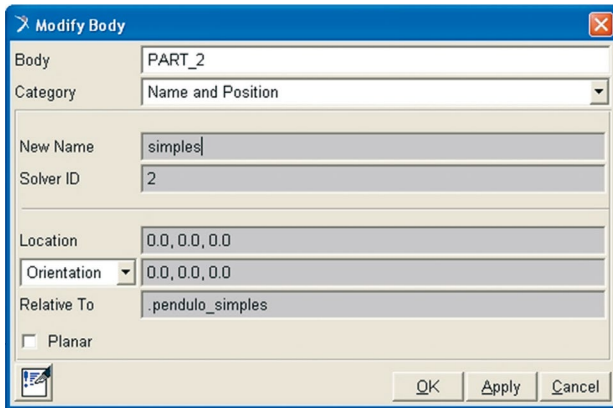 Modify Body
Body PART_2
Category Name and Position
New Name simples
Solver ID 2
Location 0.0, 0.0, 0.0
Orientation 0.0, 0.0, 0.0
Relative To .pendulo_simples
Planar
OK Apply Cancel